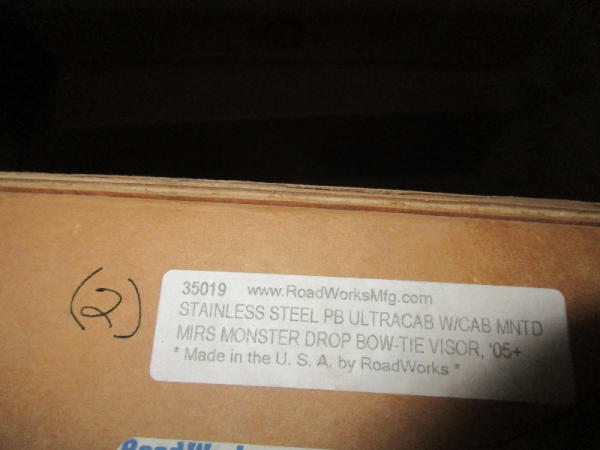 (2)
35019 www.RoadWorksMfg.com
STAINLESS STEEL PB ULTRACAB W/CAB MNTD
MIRS MONSTER DROP BOW-TIE VISOR, '05+
* Made in the U. S. A. by RoadWorks *